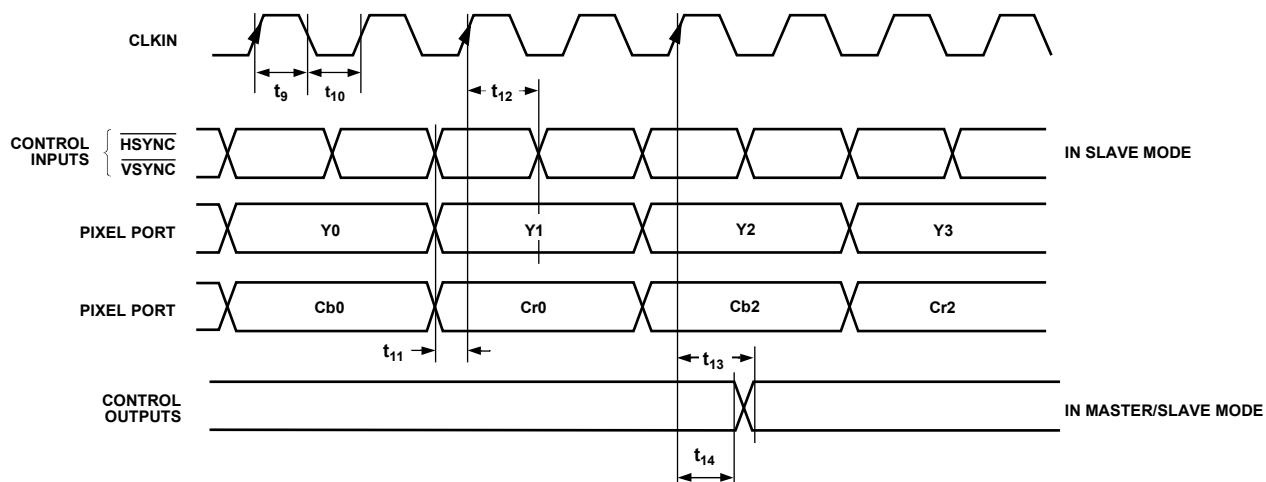 CLKIN
t9
t10
t12
CONTROL
INPUTS
HSYNC
VSYNC
IN SLAVE MODE
PIXEL PORT
Y0
Y1
Y2
Y3
PIXEL PORT
Cb0
Cr0
Cb2
Cr2
t11
t13
CONTROL
OUTPUTS
IN MASTER/SLAVE MODE
t14